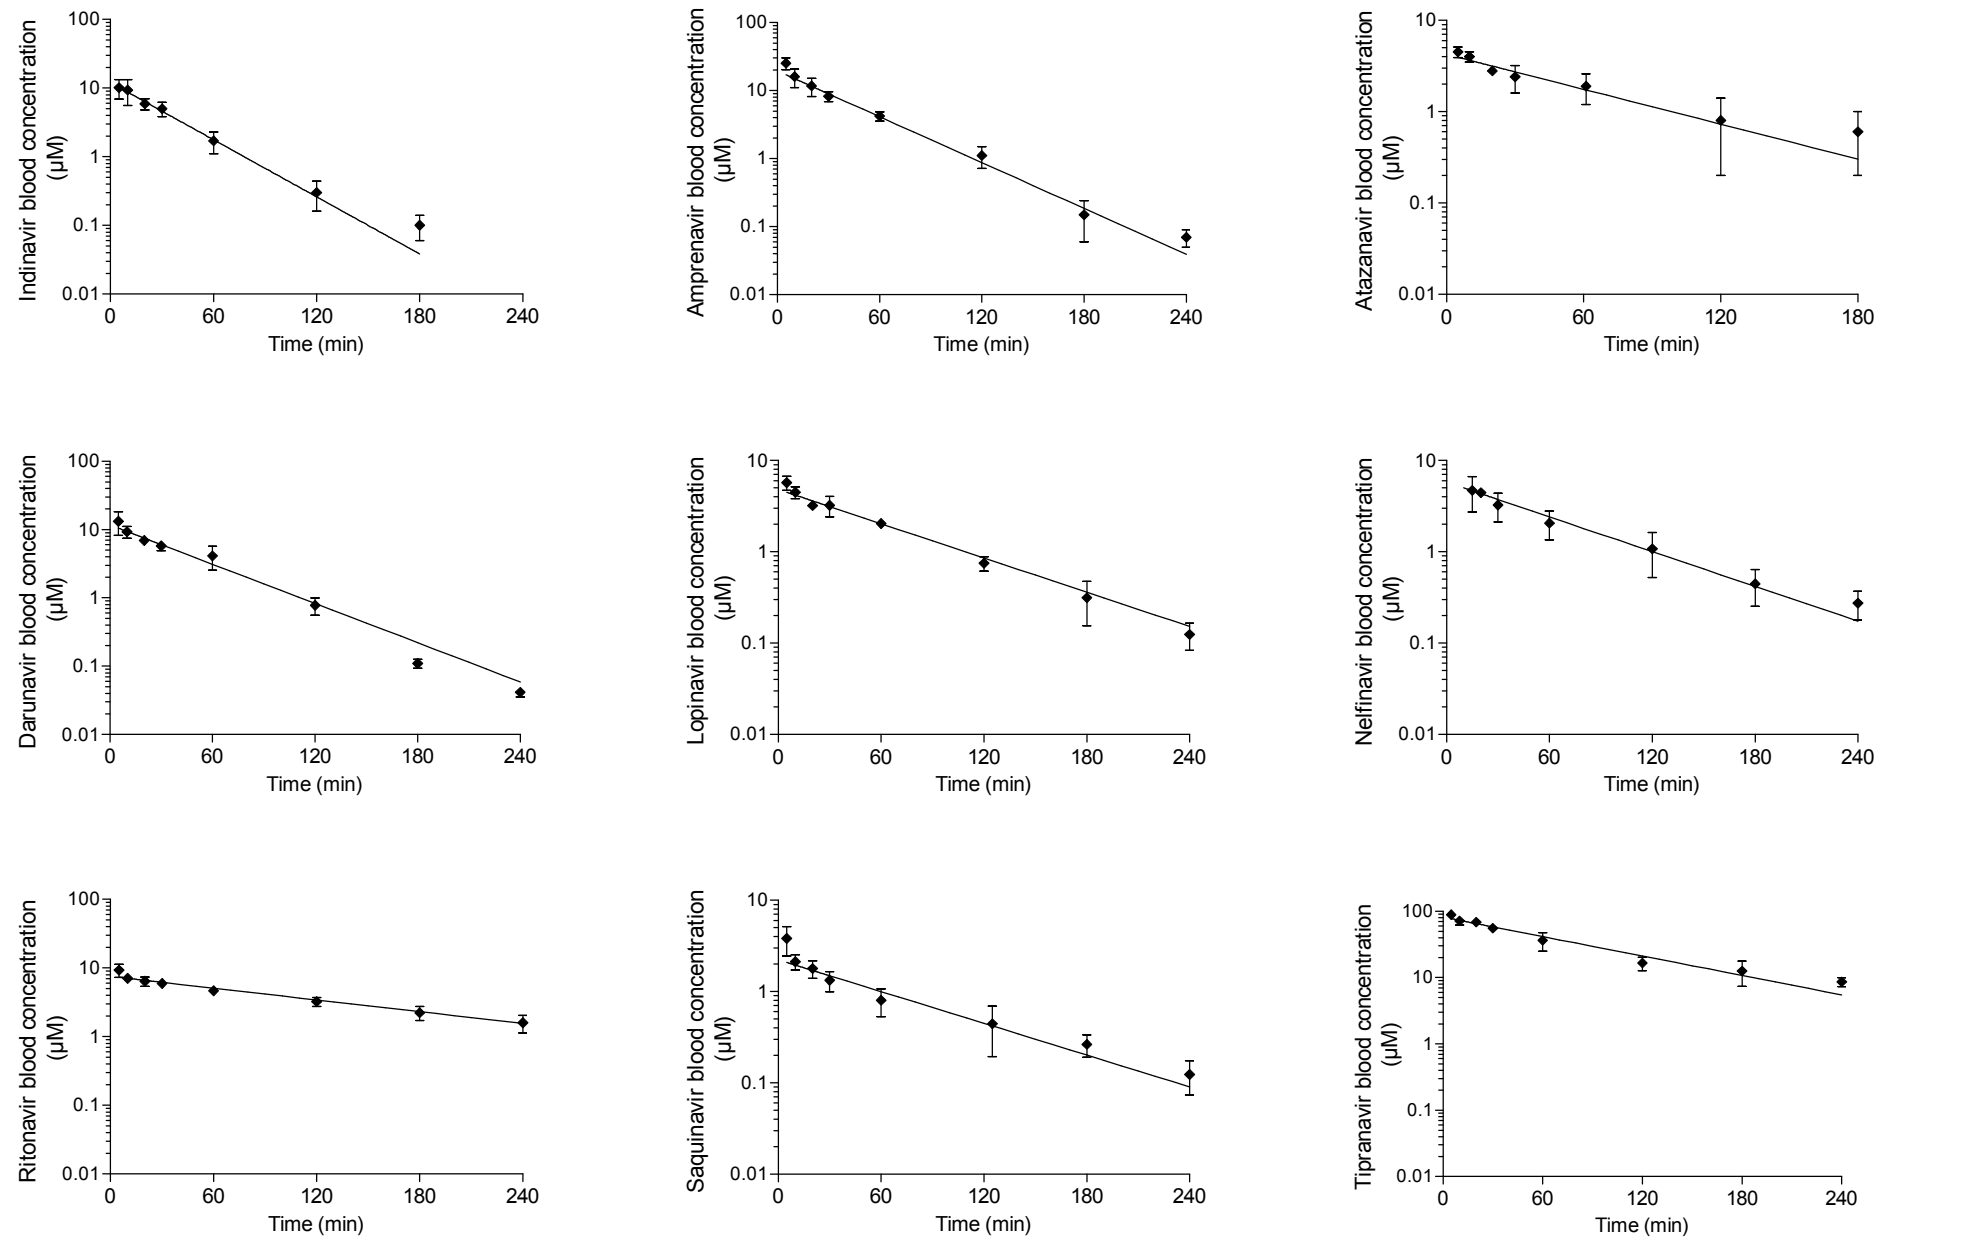 Indinavir blood concentration
(µM)
100
10
1
0.1
0.01
0 60 120 180 240
Time (min)
Amprenavir blood concentration
(µM)
100
10
1
0.1
0.01
0 60 120 180 240
Time (min)
Atazanavir blood concentration
(µM)
10
1
0.1
0.01
0 60 120 180
Time (min)
Darunavir blood concentration
(µM)
100
10
1
0.1
0.01
0 60 120 180 240
Time (min)
Lopinavir blood concentration
(µM)
10
1
0.1
0.01
0 60 120 180 240
Time (min)
Nelfinavir blood concentration
(µM)
10
1
0.1
0.01
0 60 120 180 240
Time (min)
Ritonavir blood concentration
(µM)
100
10
1
0.1
0.01
0 60 120 180 240
Time (min)
Saquinavir blood concentration
(µM)
10
1
0.1
0.01
0 60 120 180 240
Time (min)
Tipranavir blood concentration
(µM)
100
10
1
0.1
0.01
0 60 120 180 240
Time (min)